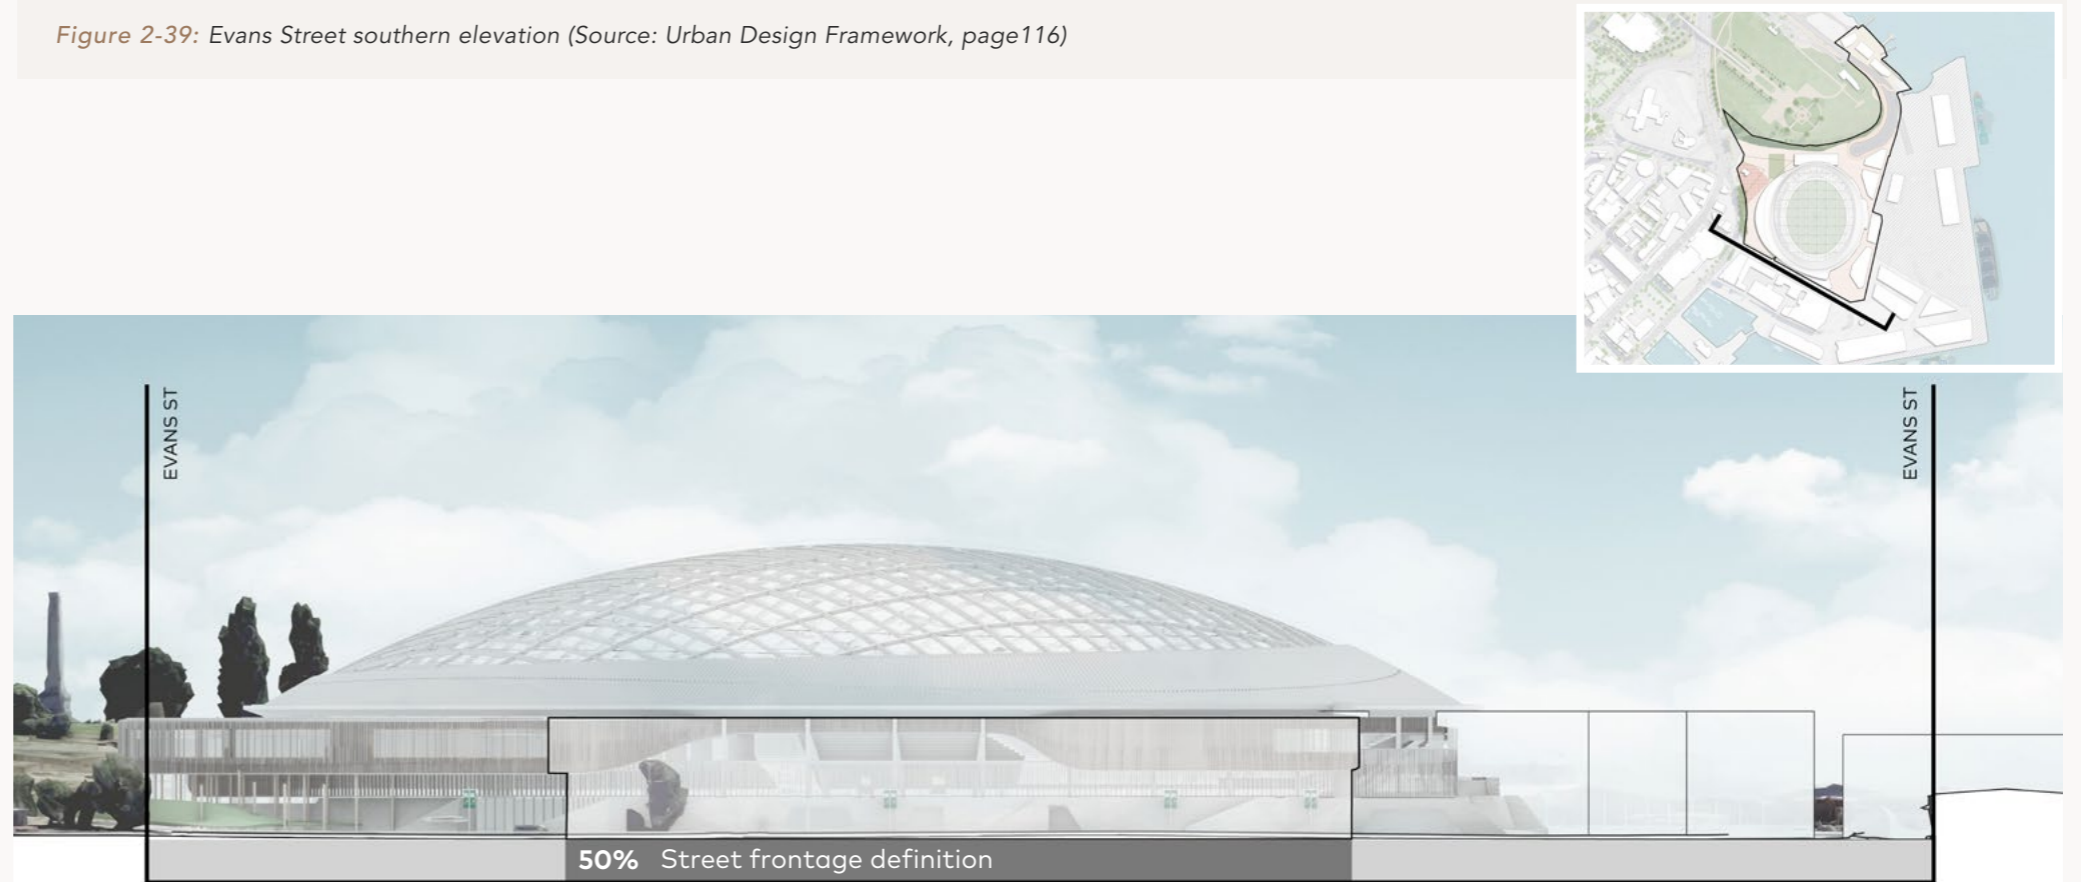 Figure 2-39: Evans Street southern elevation (Source: Urban Design Framework, page116)
EVANS ST
EVANS ST
50% Street frontage definition